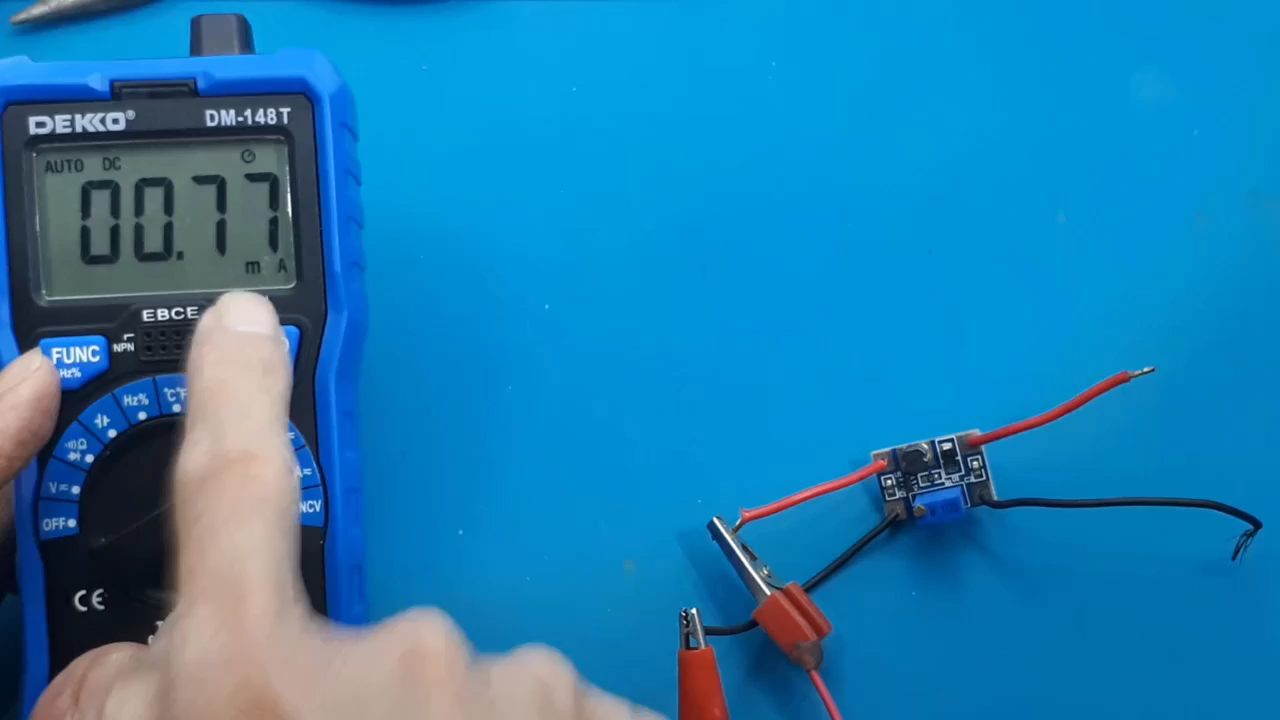 DEKKO®
DM-148T
AUTO DC
00.77
m A
EBCE
FUNC
Hz%
NPN
Hz%
°C°F
V
OFF
A
NCV
CE